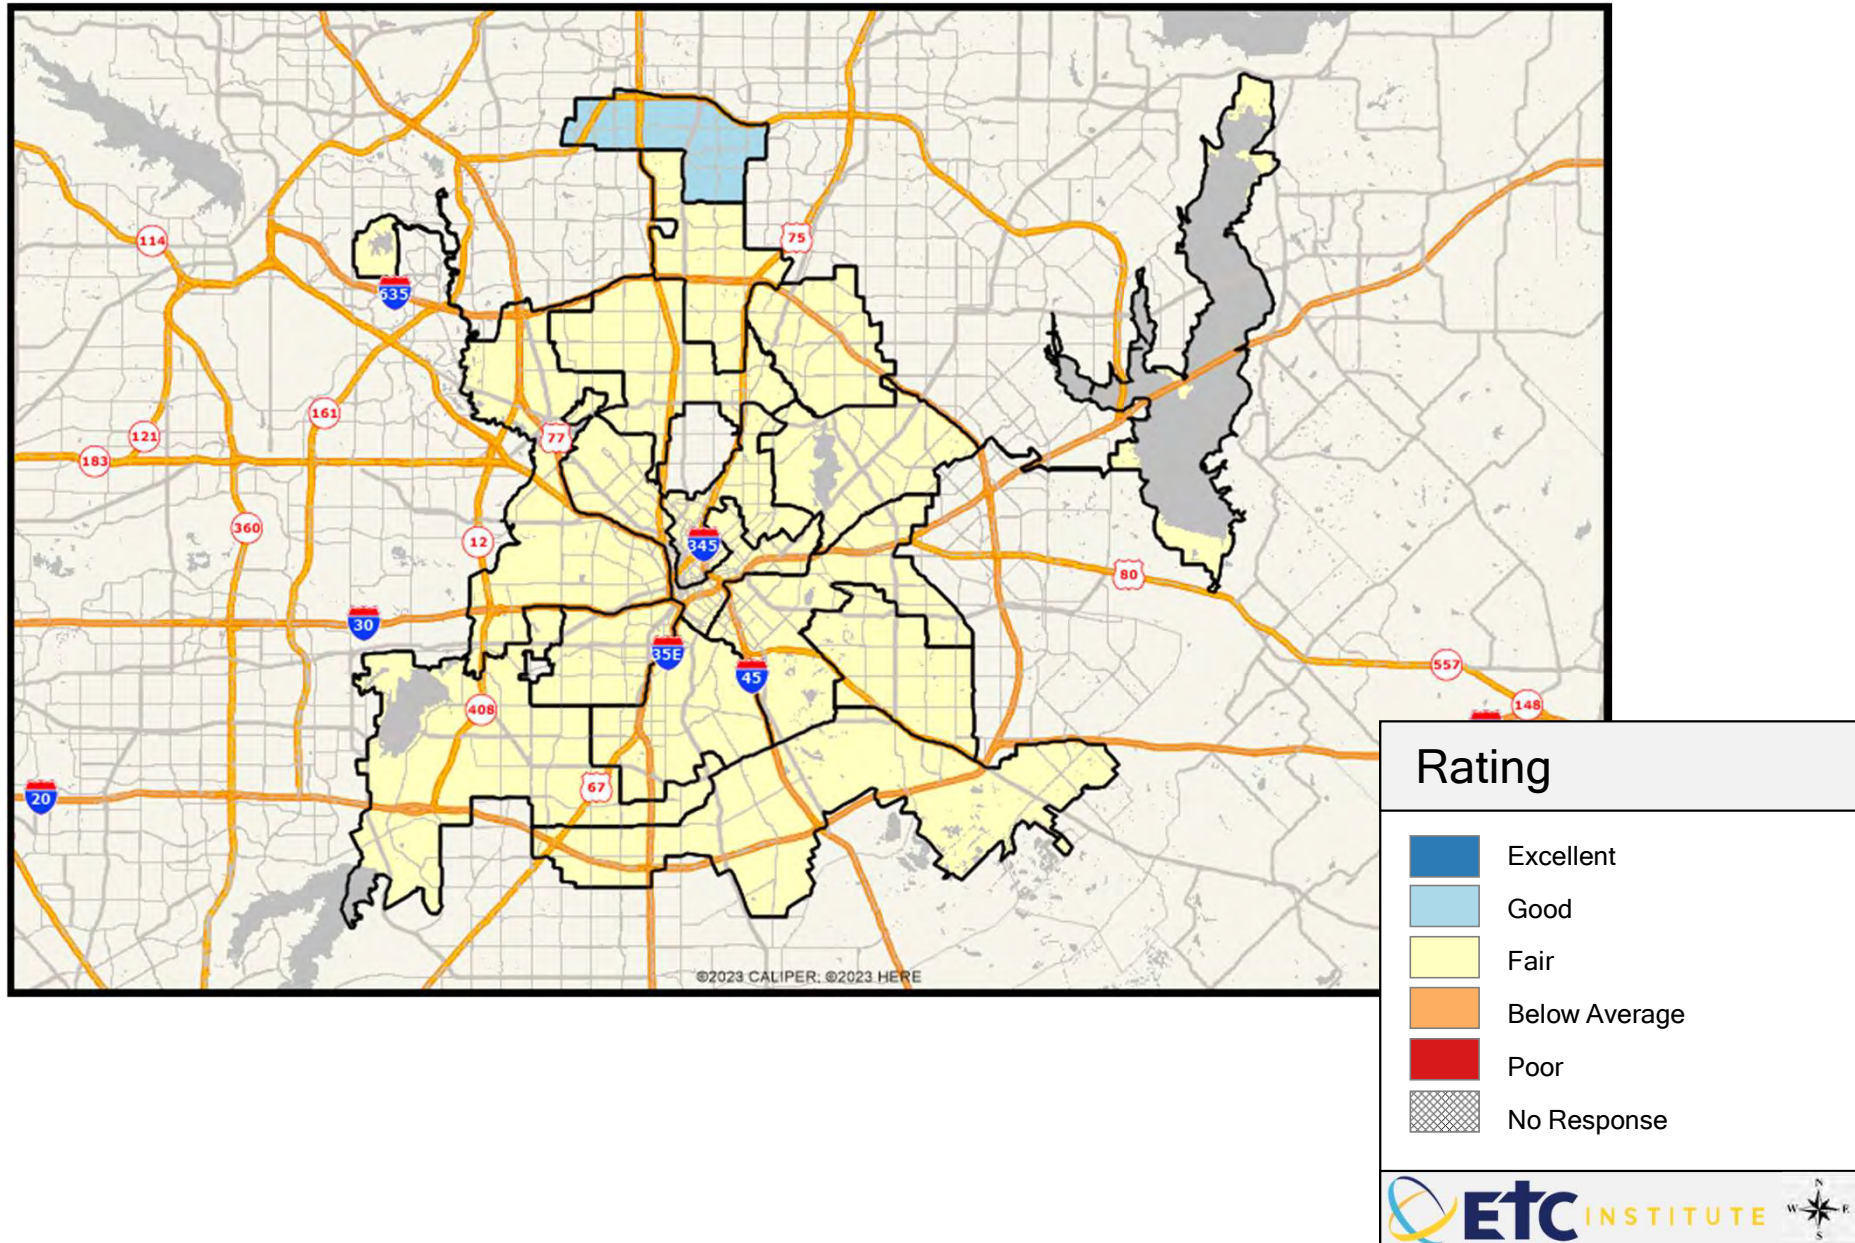 75
114
635
161
77
121
183
360
12
345
80
30
35E
45
557
408
148
67
20
©2023 CALIPER; ©2023 HERE
Rating
Excellent
Good
Fair
Below Average
Poor
No Response
ETC INSTITUTE
N
W E
S